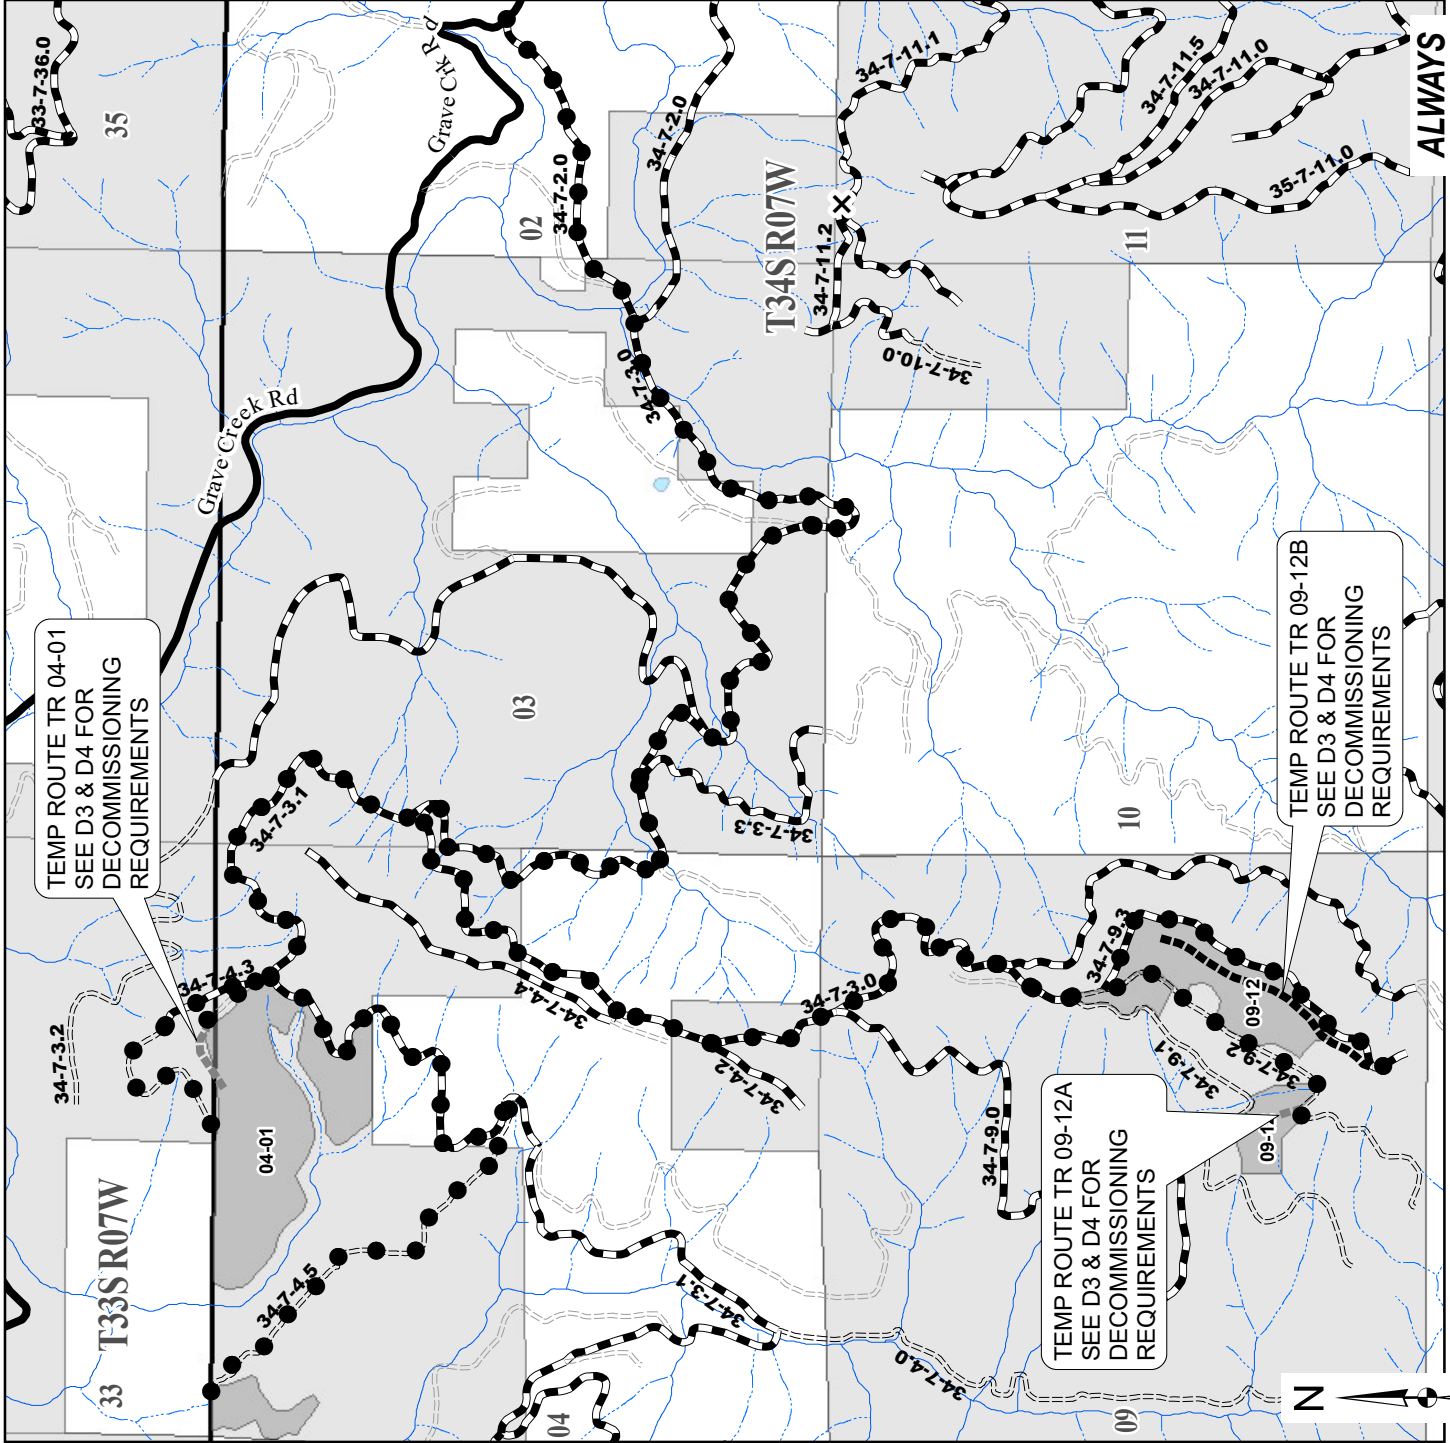 33-7-36.0
35
Grave Crk Rd
ALWAYS
34-7-11.1
34-7-11.5
34-7-11.0
35-7-11.0
34-7-2.0
34-7-2.0
02
T34S R07W
34-7-11.2
11
34-7-10.0
34-7-3.0
Grave Creek Rd
TEMP ROUTE TR 04-01
SEE D3 & D4 FOR
DECOMMISSIONING
REQUIREMENTS
03
TEMP ROUTE TR 09-12B
SEE D3 & D4 FOR
DECOMMISSIONING
REQUIREMENTS
10
34-7-3.1
34-7-3.3
34-7-4.3
34-7-3.2
34-7-4.4
34-7-3.0
34-7-9.3
09-12
34-7-9.2
34-7-9.1
34-7-4.2
34-7-9.0
04-01
TEMP ROUTE TR 09-12A
SEE D3 & D4 FOR
DECOMMISSIONING
REQUIREMENTS
T33S R07W
33
34-7-4.5
34-7-3.1
34-7-4.0
04
09
N